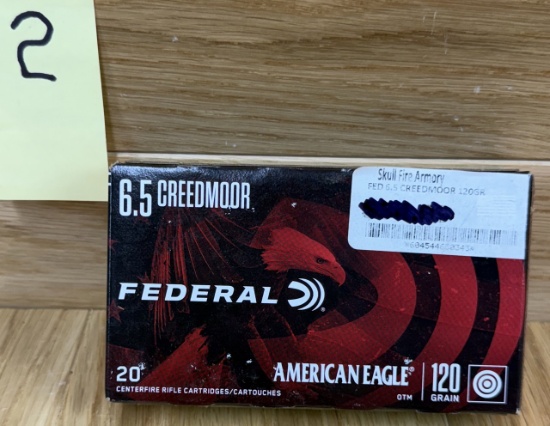 2
Skull Fire Armory
FED 6.5 CREEDMOOR 120GR
6.5 CREEDMOOR
FEDERAL
20
CENTERFIRE RIFLE CARTRIDGES/CARTOUCHES
AMERICAN EAGLE®
OTM
120
GRAIN